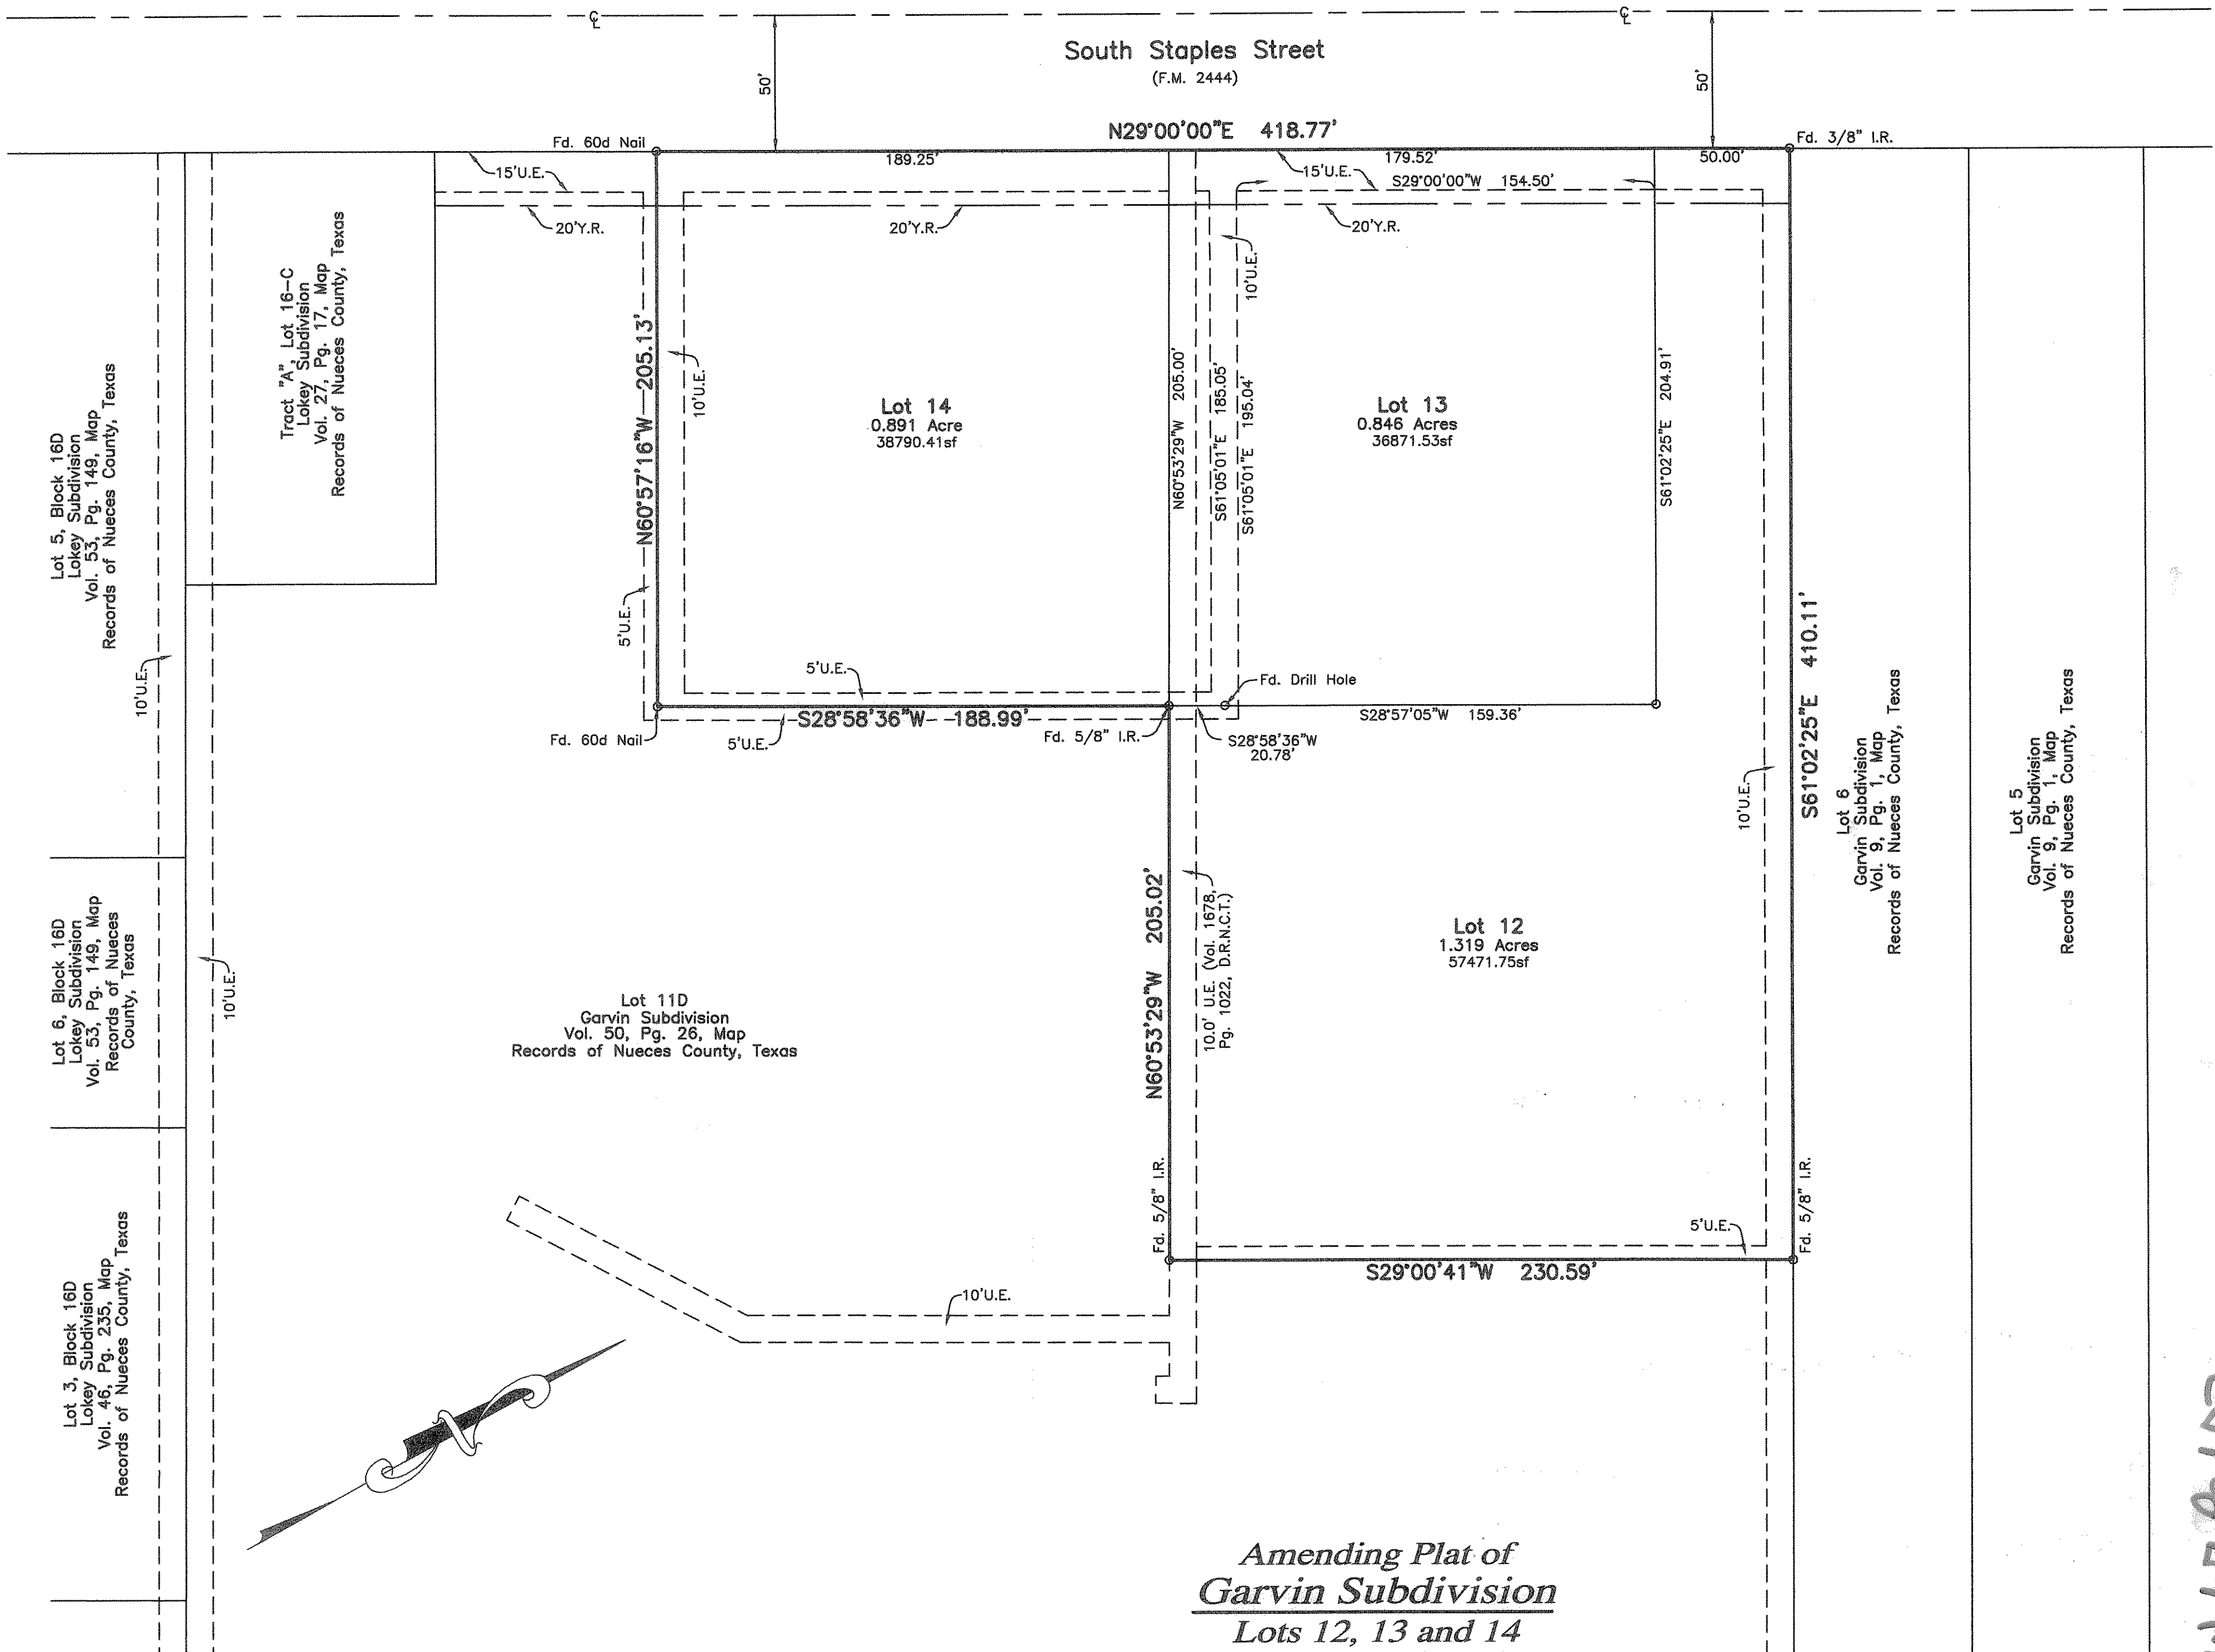 ℄
℄
South Staples Street
(F.M. 2444)
50'
50'
N29°00'00"E 418.77'
Fd. 60d Nail
Fd. 3/8" I.R.
189.25'
179.52'
50.00'
15'U.E.
15'U.E.
S29°00'00"W 154.50'
20'Y.R.
20'Y.R.
20'Y.R.
Tract "A", Lot 16-C
Lokey Subdivision
Vol. 27, Pg. 17, Map
Records of Nueces County, Texas
Lot 5, Block 16D
Lokey Subdivision
Vol. 53, Pg. 149, Map
Records of Nueces County, Texas
10'U.E.
N60°57'16"W 205.13'
10'U.E.
5'U.E.
Lot 14
0.891 Acre
38790.41sf
N60°53'29"W 205.00'
S61°05'01"E 185.05'
S61°05'01"E 195.04'
10'U.E.
Lot 13
0.846 Acres
36871.53sf
S61°02'25"E 204.91'
S61°02'25"E 410.11'
5'U.E.
Fd. Drill Hole
S28°58'36"W 188.99'
S28°57'05"W 159.36'
Fd. 60d Nail
5'U.E.
Fd. 5/8" I.R.
S28°58'36"W
20.78'
10'U.E.
Lot 6
Garvin Subdivision
Vol. 9, Pg. 1, Map
Records of Nueces County, Texas
Lot 5
Garvin Subdivision
Vol. 9, Pg. 1, Map
Records of Nueces County, Texas
Lot 6, Block 16D
Lokey Subdivision
Vol. 53, Pg. 149, Map
Records of Nueces
County, Texas
10'U.E.
Lot 11D
Garvin Subdivision
Vol. 50, Pg. 26, Map
Records of Nueces County, Texas
N60°53'29"W 205.02'
10.0' U.E. (Vol. 1678,
Pg. 1022, D.R.N.C.T.)
Lot 12
1.319 Acres
57471.75sf
Fd. 5/8" I.R.
Fd. 5/8" I.R.
5'U.E.
S29°00'41"W 230.59'
10'U.E.
Lot 3, Block 16D
Lokey Subdivision
Vol. 46, Pg. 235, Map
Records of Nueces County, Texas
N
Amending Plat of
Garvin Subdivision
Lots 12, 13 and 14